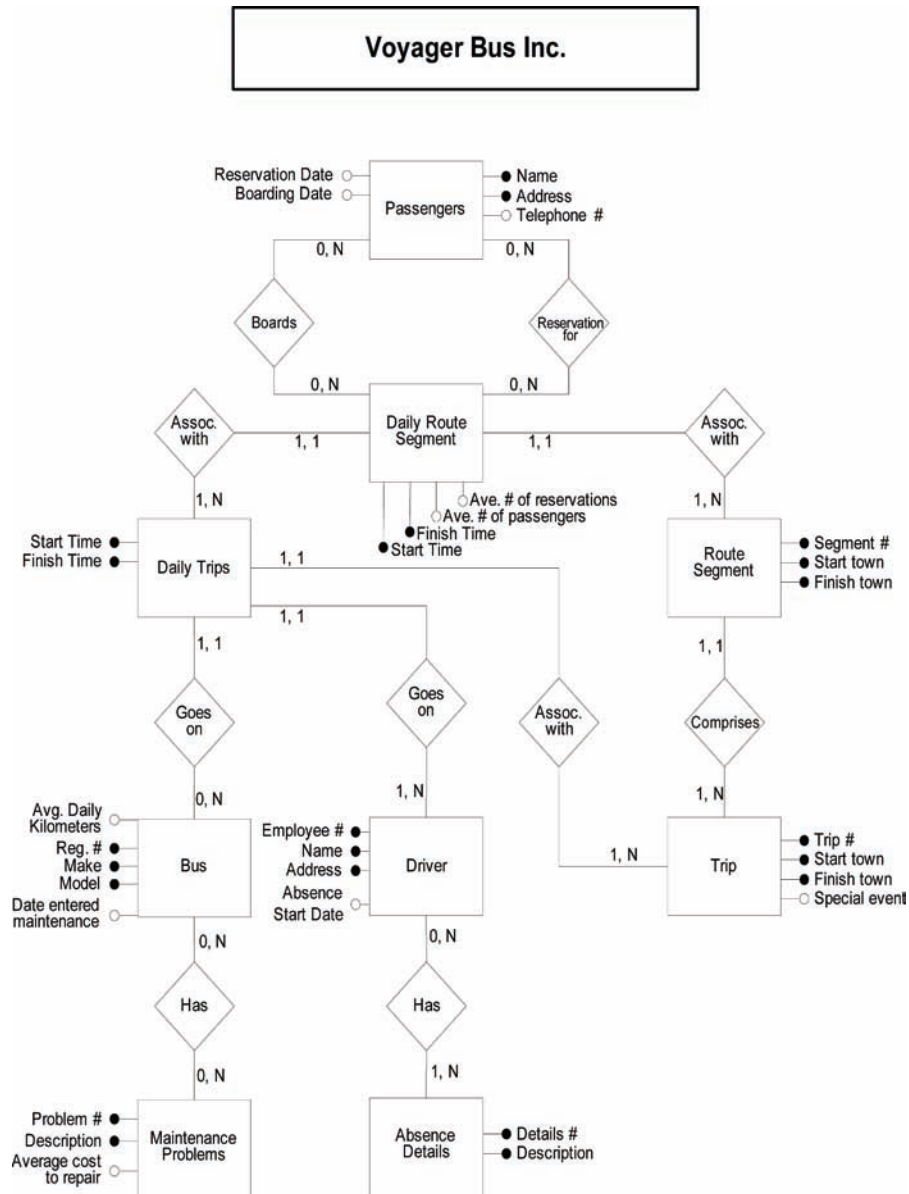 Voyager Bus Inc.
Reservation Date
Boarding Date
Passengers
Name
Address
Telephone #
0, N
0, N
Boards
Reservation
for
0, N
0, N
Assoc.
with
1, 1
Daily Route
Segment
1, 1
Assoc.
with
1, N
1, N
Ave. # of reservations
Ave. # of passengers
Finish Time
Start Time
Start Time
Finish Time
Daily Trips
1, 1
1, 1
Route
Segment
Segment #
Start town
Finish town
1, 1
1, 1
Goes
on
Goes
on
Assoc.
with
Comprises
0, N
1, N
1, N
Avg. Daily
Kilometers
Reg. #
Make
Model
Date entered
maintenance
Bus
Employee #
Name
Address
Absence
Start Date
Driver
1, N
Trip
Trip #
Start town
Finish town
Special event
0, N
0, N
Has
Has
0, N
1, N
Problem #
Description
Average cost
to repair
Maintenance
Problems
Absence
Details
Details #
Description